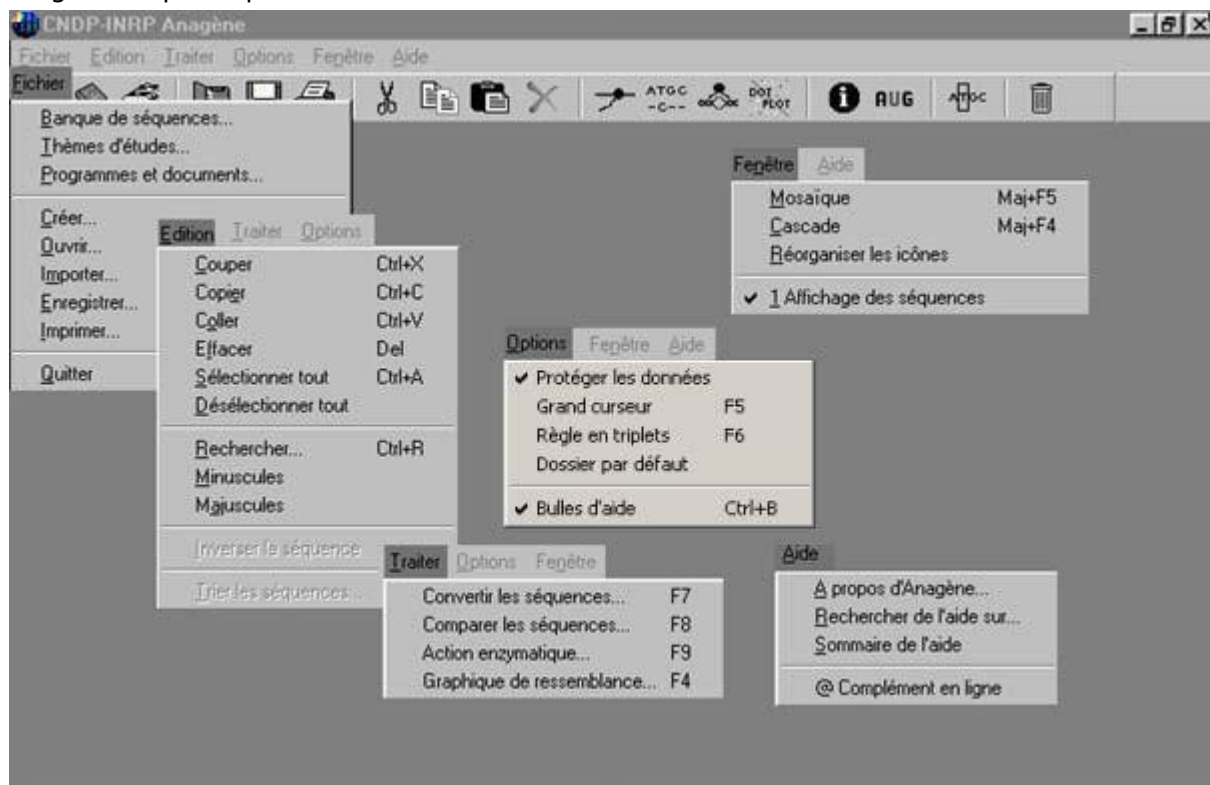 CNDP-INRP Anagène
Fichier Edition Traiter Options Fenêtre Aide
Fichier
ATGC
-C--
DOT
PLOT
AUG
ATGC
Banque de séquences...
Thèmes d'études...
Programmes et documents...
Créer...
Ouvrir...
Importer...
Enregistrer...
Imprimer...
Quitter
Edition Traiter Options
Couper Ctrl+X
Copier Ctrl+C
Coller Ctrl+V
Effacer Del
Sélectionner tout Ctrl+A
Désélectionner tout
Rechercher... Ctrl+R
Minuscules
Majuscules
Inverser la séquence
Trier les séquences...
Fenêtre Aide
Mosaïque Maj+F5
Cascade Maj+F4
Réorganiser les icônes
1 Affichage des séquences
Options Fenêtre Aide
Protéger les données
Grand curseur F5
Règle en triplets F6
Dossier par défaut
Bulles d'aide Ctrl+B
Traiter Options Fenêtre
Convertir les séquences... F7
Comparer les séquences... F8
Action enzymatique... F9
Graphique de ressemblance... F4
Aide
A propos d'Anagène...
Rechercher de l'aide sur...
Sommaire de l'aide
@ Complément en ligne